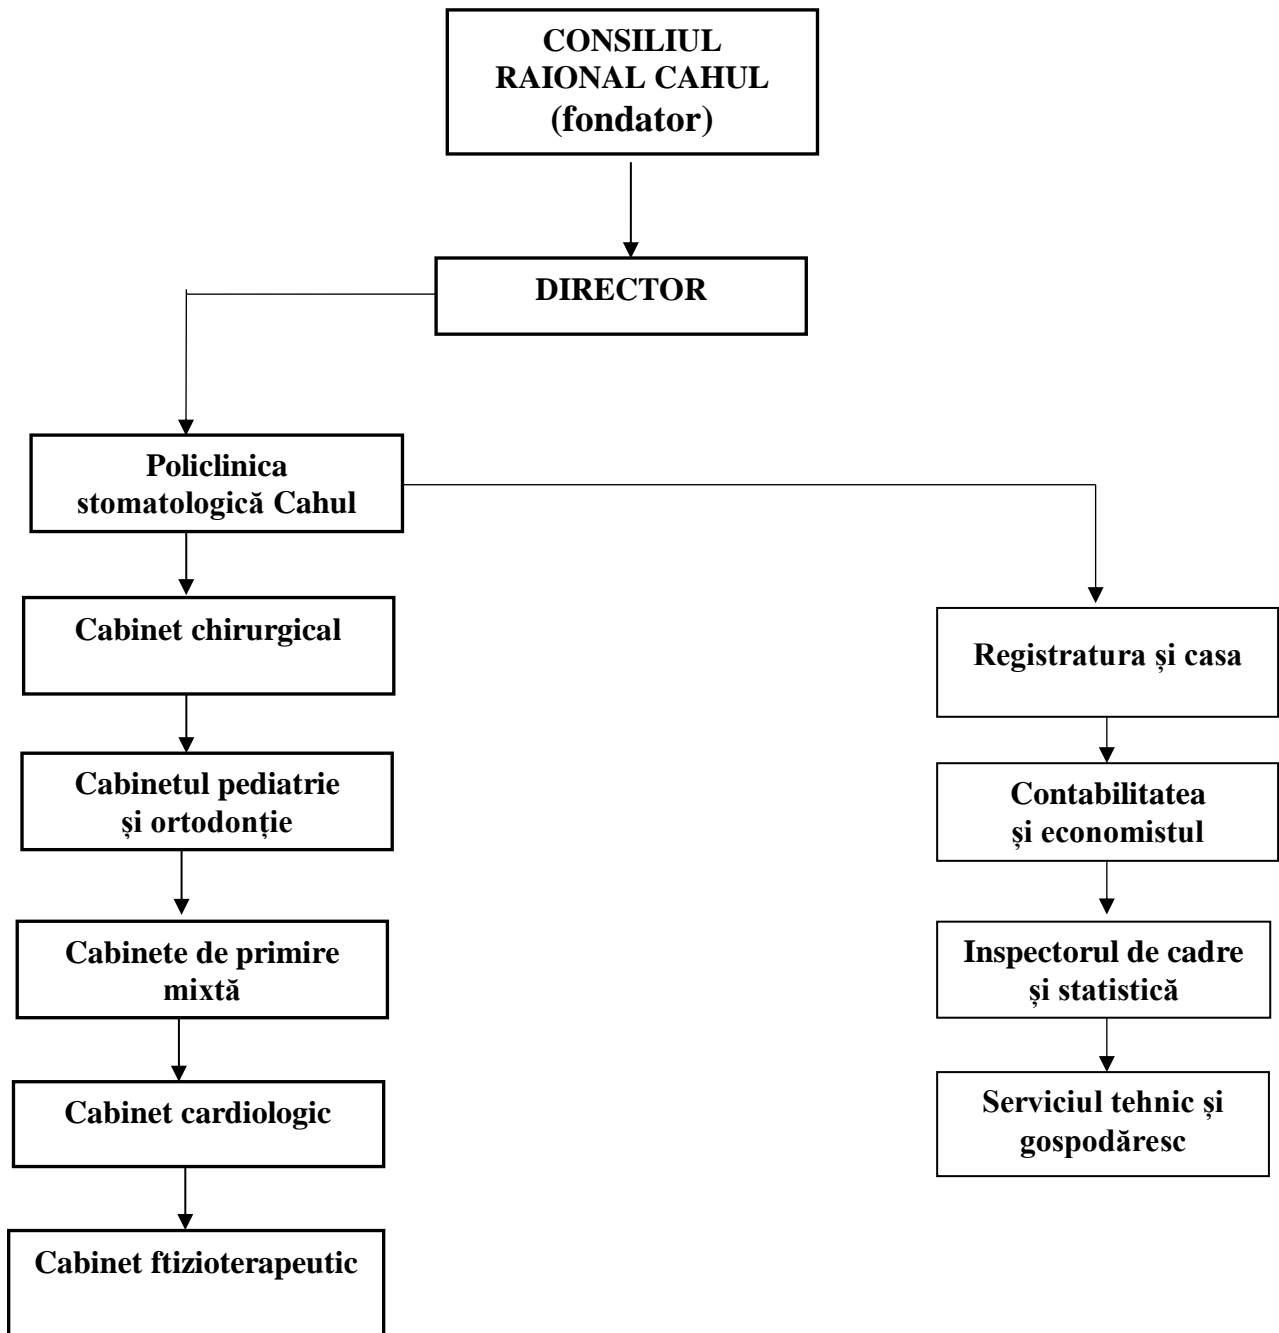 CONSILIUL
RAIONAL CAHUL
(fondator)
DIRECTOR
Policlinica
stomatologică Cahul
Cabinet chirurgical
Cabinetul pediatrie
și ortodonție
Cabinete de primire
mixtă
Cabinet cardiologic
Cabinet ftizioterapeutic
Registratura și casa
Contabilitatea
și economistul
Inspectorul de cadre
și statistică
Serviciul tehnic și
gospodăresc